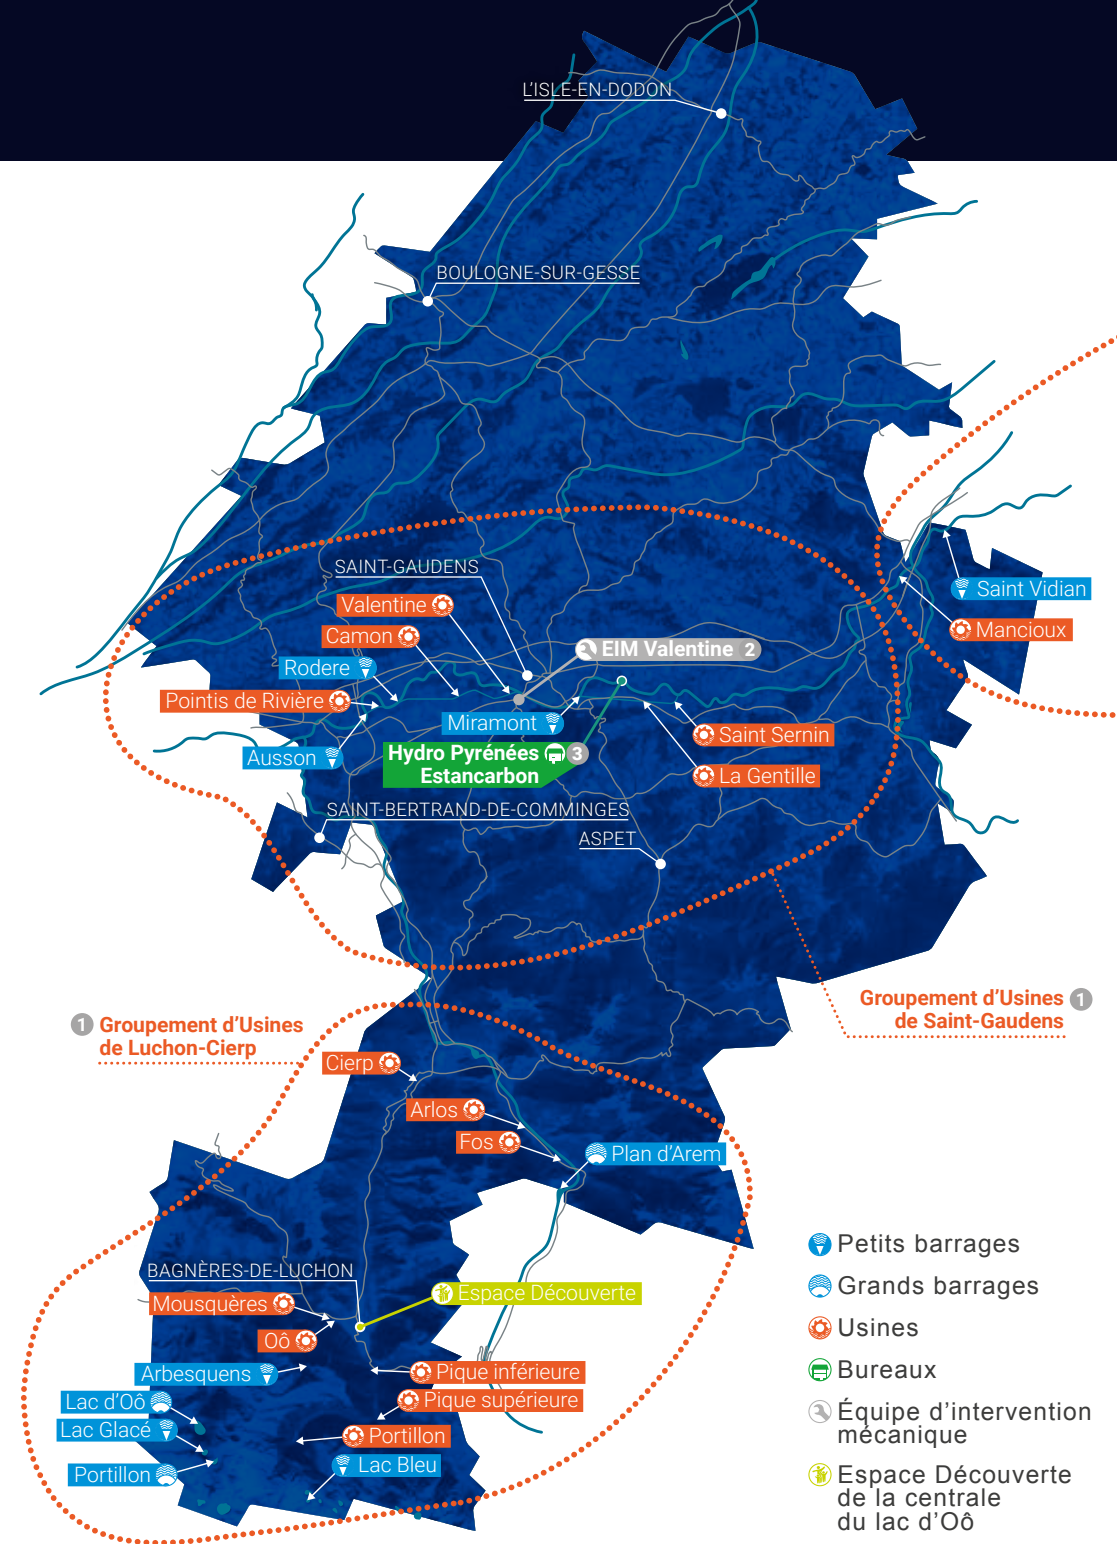 L'ISLE-EN-DODON
BOULOGNE-SUR-GESSE
SAINT-GAUDENS
Valentine
Camon
Rodere
Pointis de Rivière
Ausson
EIM Valentine 2
Miramont
Hydro Pyrénées 3
Estancarbon
Saint Vidian
Mancioux
Saint Sernin
La Gentille
SAINT-BERTRAND-DE-COMMINGES
ASPET
Groupement d'Usines 1
de Saint-Gaudens
1 Groupement d'Usines
de Luchon-Cierp
Cierp
Arlos
Fos
Plan d'Arem
BAGNÈRES-DE-LUCHON
Espace Découverte
Mousquères
Oô
Arbesquens
Pique inférieure
Lac d'Oô
Pique supérieure
Lac Glacé
Portillon
Portillon
Lac Bleu
Petits barrages
Grands barrages
Usines
Bureaux
Équipe d'intervention
mécanique
Espace Découverte
de la centrale
du lac d'Oô